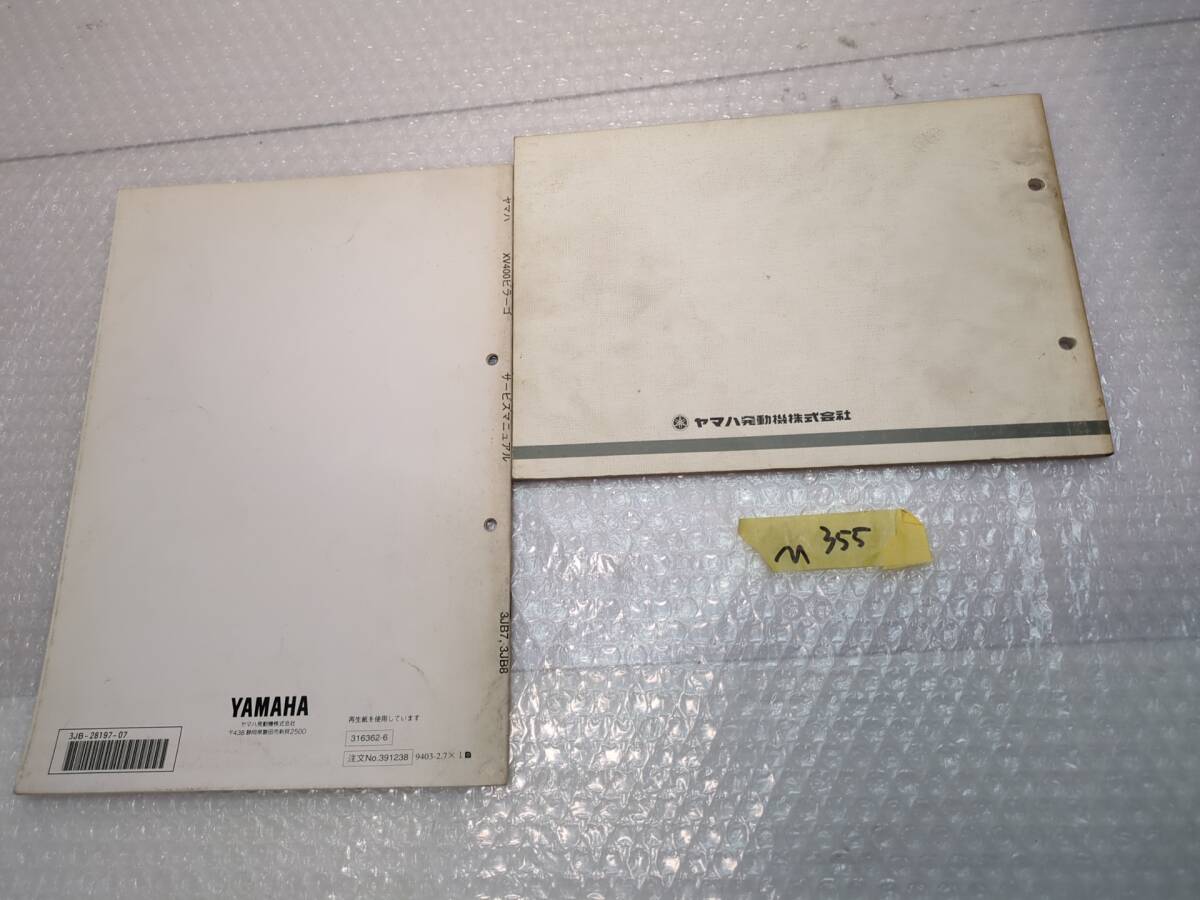 ヤマハ XV400ビラーゴ サービスマニュアル 3JB7, 3JB8
YAMAHA
ヤマハ発動機株式会社
〒438 静岡県磐田市新貝2500
3JB-28197-07
再生紙を使用しています
316362-6
注文No.391238 9403-2.7×1
ヤマハ発動機株式会社
M 355